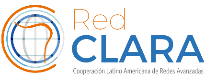 Red
CLARA
Cooperación Latino Americana de Redes Avanzadas